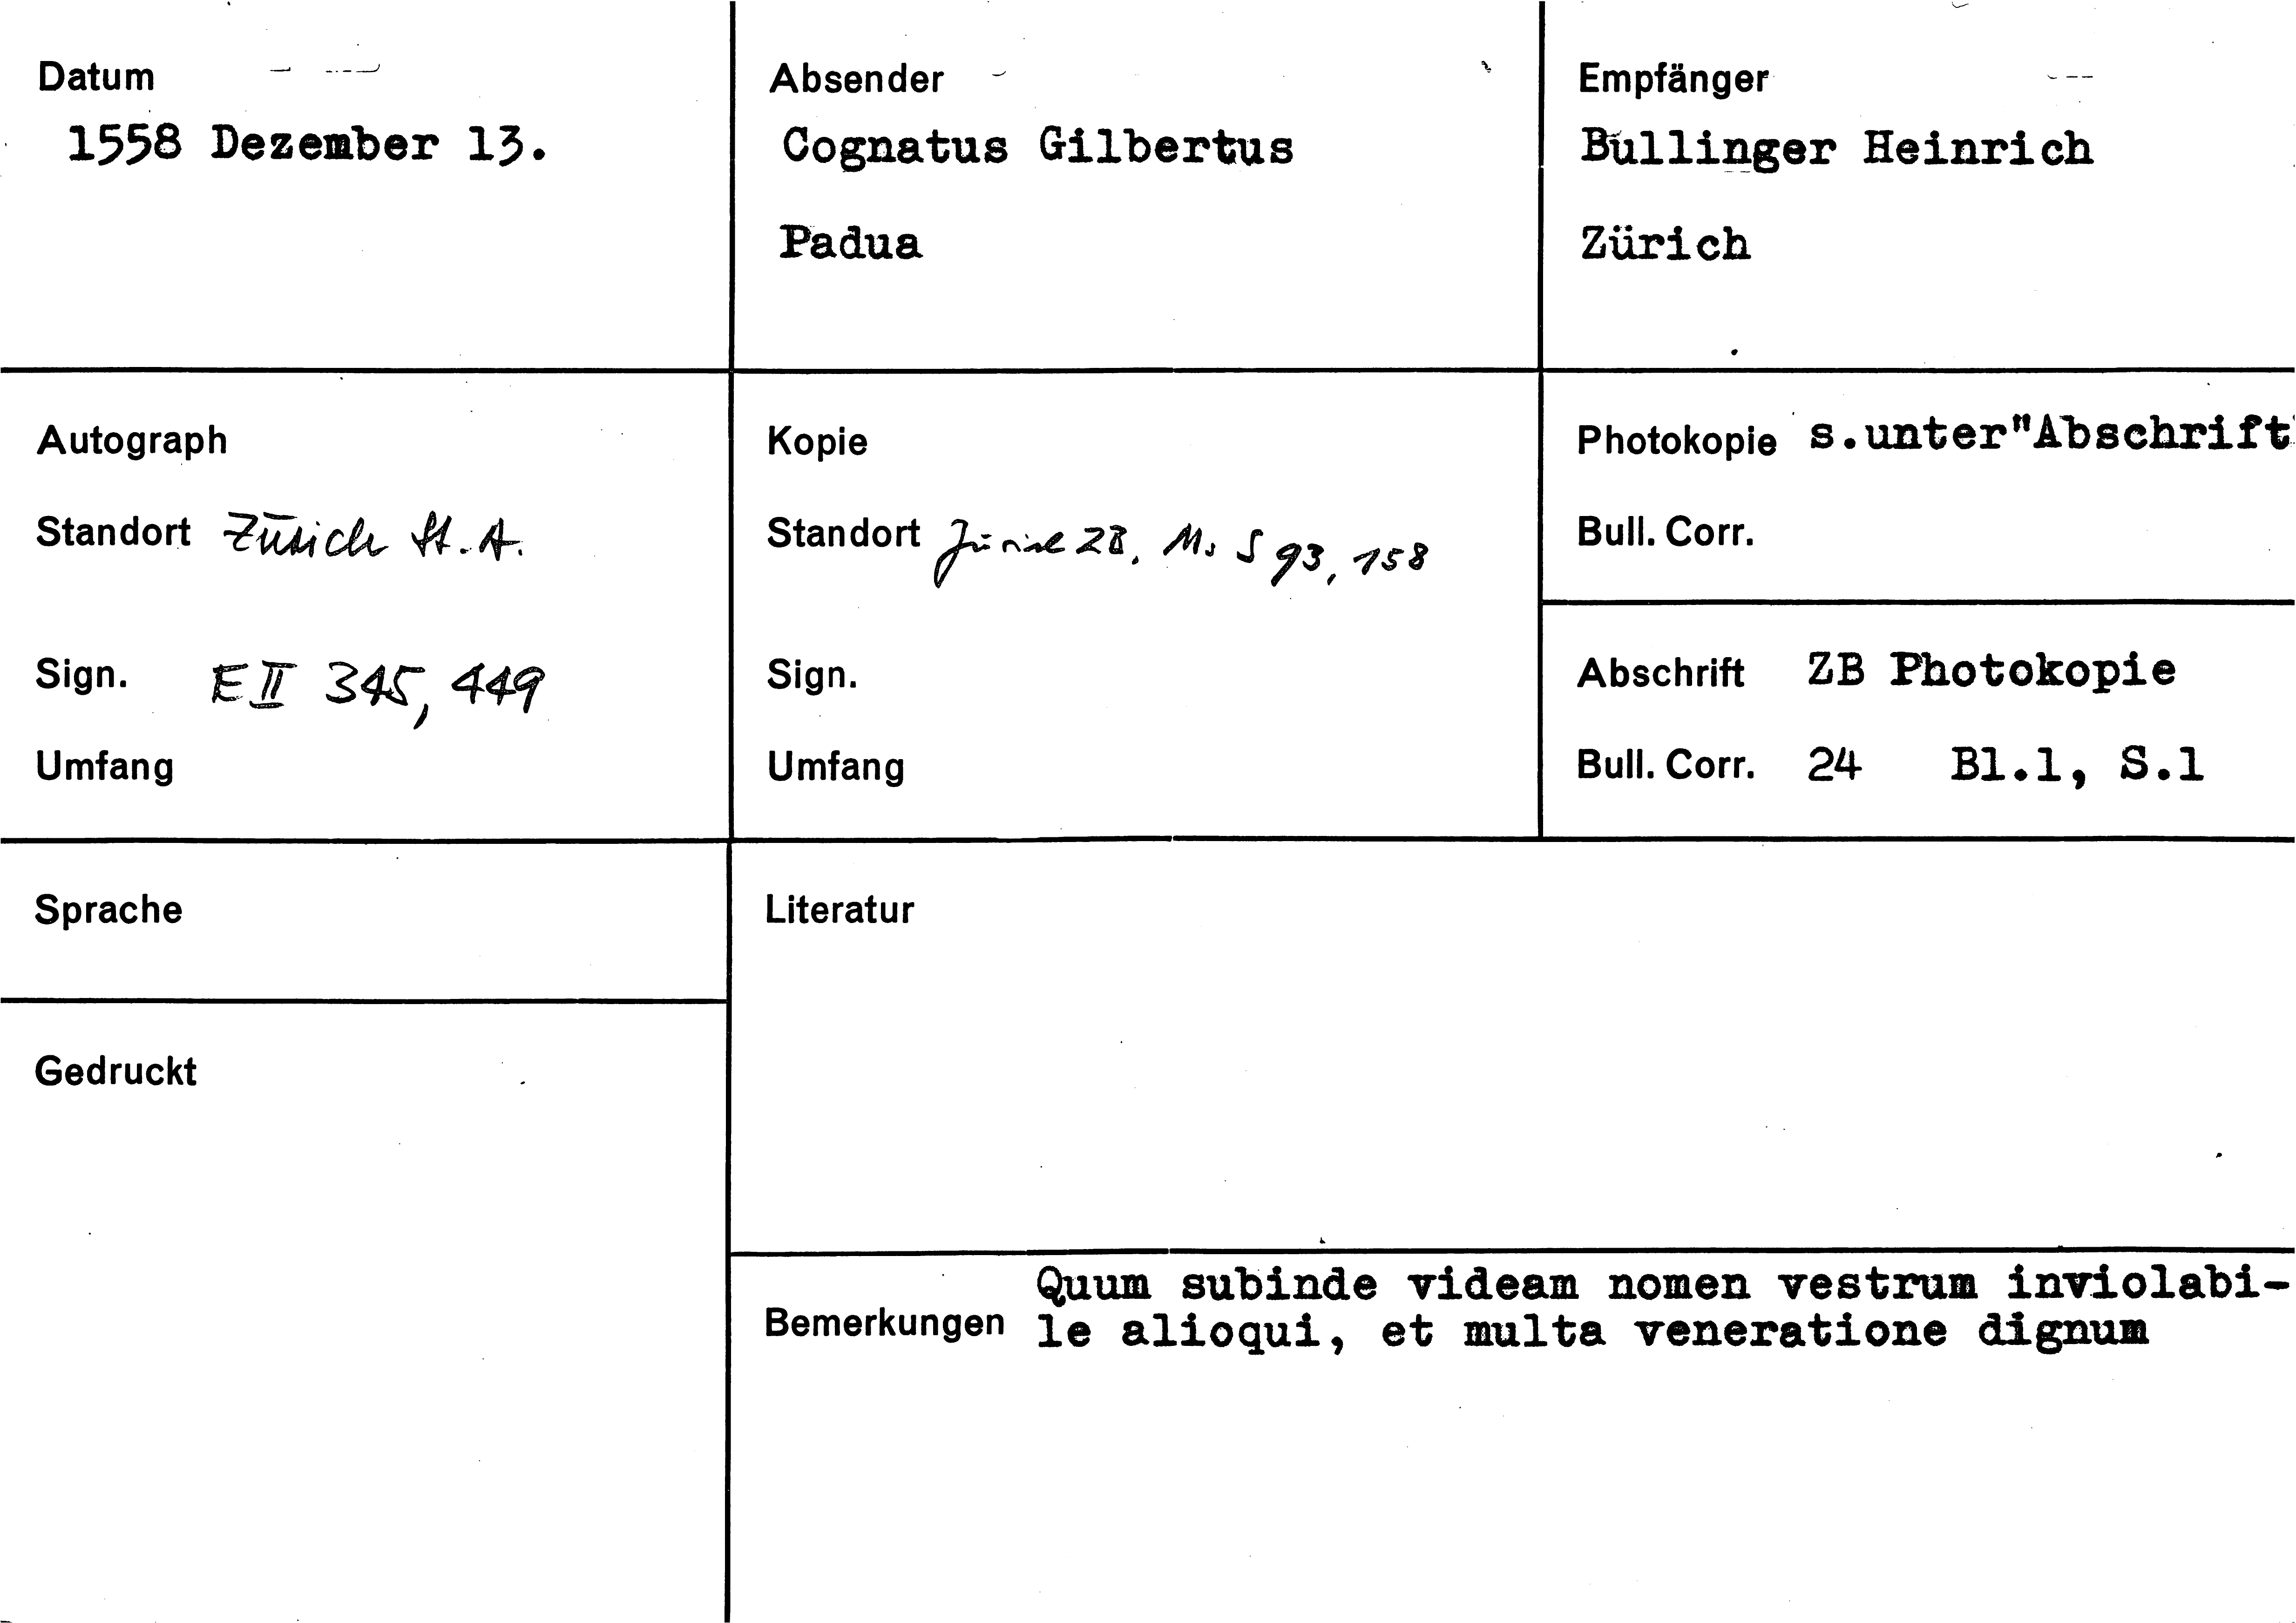 Datum
1558 Dezember 13.
Absender
Cognatus Gilbertus
Padua
Empfänger
Bullinger Heinrich
Zürich
Autograph
Standort Zürich St. A.
Sign. E II 345, 449
Umfang
Kopie
Standort Zürich ZB, Ms S 93, 158
Sign.
Umfang
Photokopie s.unter"Abschrift"
Bull. Corr.
Abschrift ZB Photokopie
Bull. Corr. 24 Bl.1, S.1
Sprache
Gedruckt
Literatur
Bemerkungen
Quum subinde videam nomen vestrum inviolabi-
le alioqui, et multa veneratione dignum